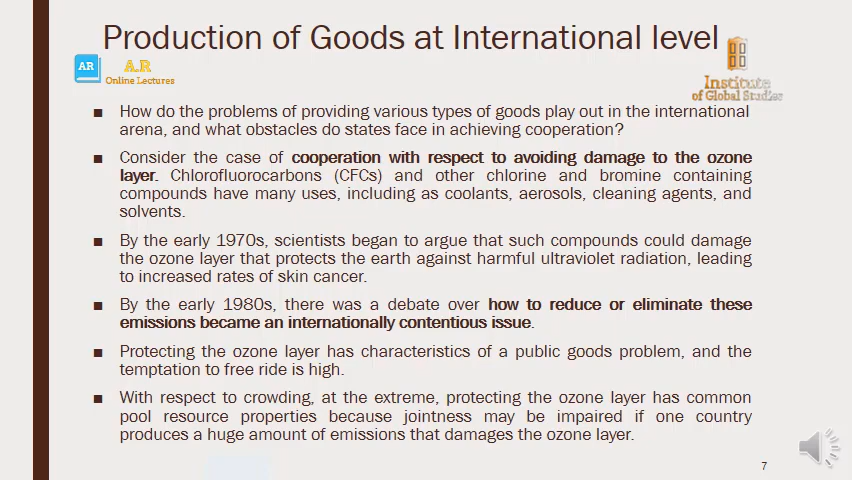 Production of Goods at International level
AR
A.R
Online Lectures
Institute
of Global Studies
■ How do the problems of providing various types of goods play out in the international
arena, and what obstacles do states face in achieving cooperation?
■ Consider the case of cooperation with respect to avoiding damage to the ozone
layer. Chlorofluorocarbons (CFCs) and other chlorine and bromine containing
compounds have many uses, including as coolants, aerosols, cleaning agents, and
solvents.
■ By the early 1970s, scientists began to argue that such compounds could damage
the ozone layer that protects the earth against harmful ultraviolet radiation, leading
to increased rates of skin cancer.
■ By the early 1980s, there was a debate over how to reduce or eliminate these
emissions became an internationally contentious issue.
■ Protecting the ozone layer has characteristics of a public goods problem, and the
temptation to free ride is high.
■ With respect to crowding, at the extreme, protecting the ozone layer has common
pool resource properties because jointness may be impaired if one country
produces a huge amount of emissions that damages the ozone layer.
7